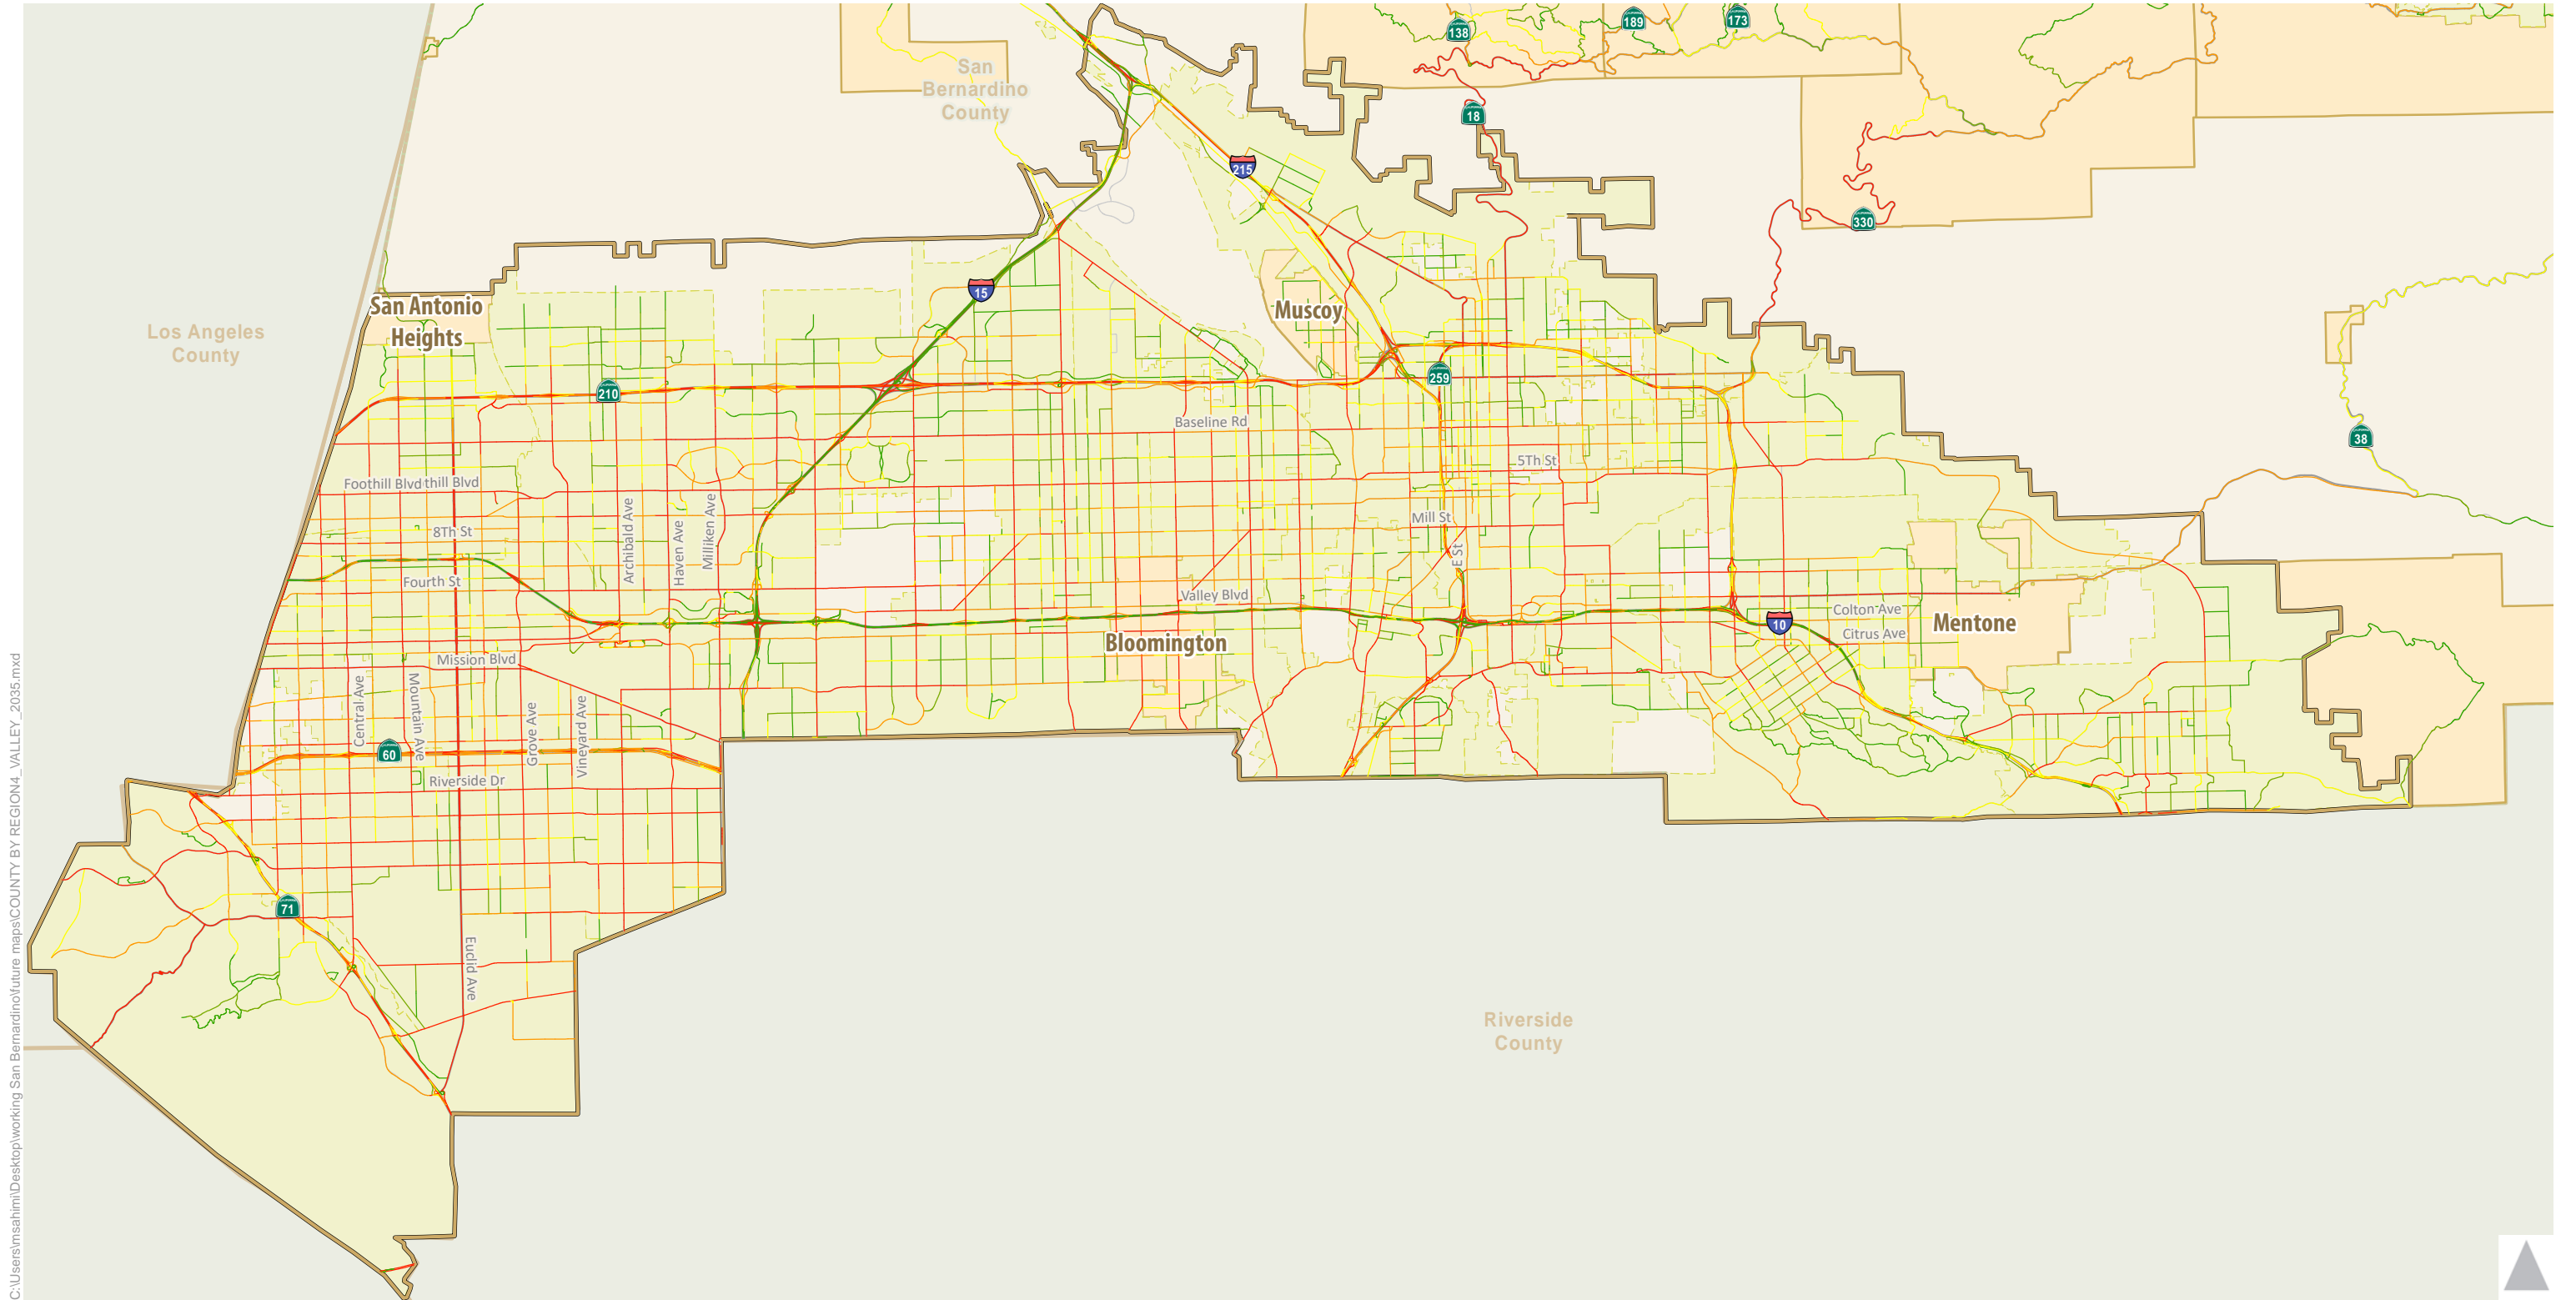 138
189
173
San
Bernardino
County
18
215
330
15
San Antonio
Heights
Muscoy
Los Angeles
County
259
210
Baseline Rd
38
5Th St
Foothill Blvd
thill Blvd
Archibald Ave
Haven Ave
Milliken Ave
Mill St
8Th St
E St
Fourth St
Valley Blvd
Colton Ave
10
Mentone
Citrus Ave
Bloomington
Mission Blvd
Central Ave
Mountain Ave
Grove Ave
Vineyard Ave
60
Riverside Dr
71
Euclid Ave
Riverside
County
C:\Users\msahimi\Desktop\working San Bernardino\future maps\COUNTY BY REGION4_VALLEY_2035.mxd